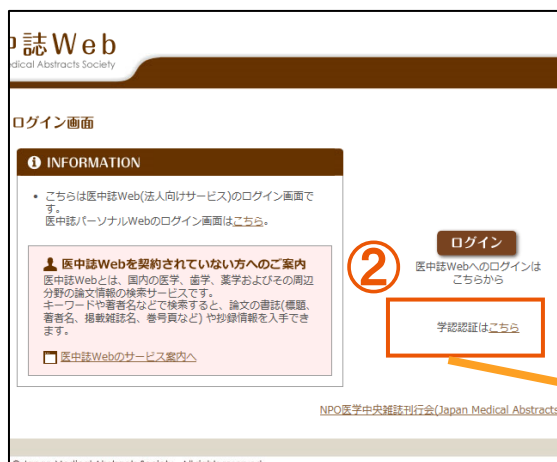 中誌Web
edical Abstracts Society
ログイン画面
INFORMATION
• こちらは医中誌Web(法人向けサービス)のログイン画面で
す。
医中誌パーソナルWebのログイン画面はこちら。
医中誌Webを契約されていない方へのご案内
医中誌Webとは、国内の医学、歯学、薬学およびその周辺
分野の論文情報の検索サービスです。
キーワードや著者名などで検索すると、論文の書誌(標題、
著者名、掲載雑誌名、巻号頁など) や抄録情報を入手でき
ます。
医中誌Webのサービス案内へ
②
ログイン
医中誌Webへのログインは
こちらから
学認認証はこちら
NPO医学中央雑誌刊行会(Japan Medical Abstracts